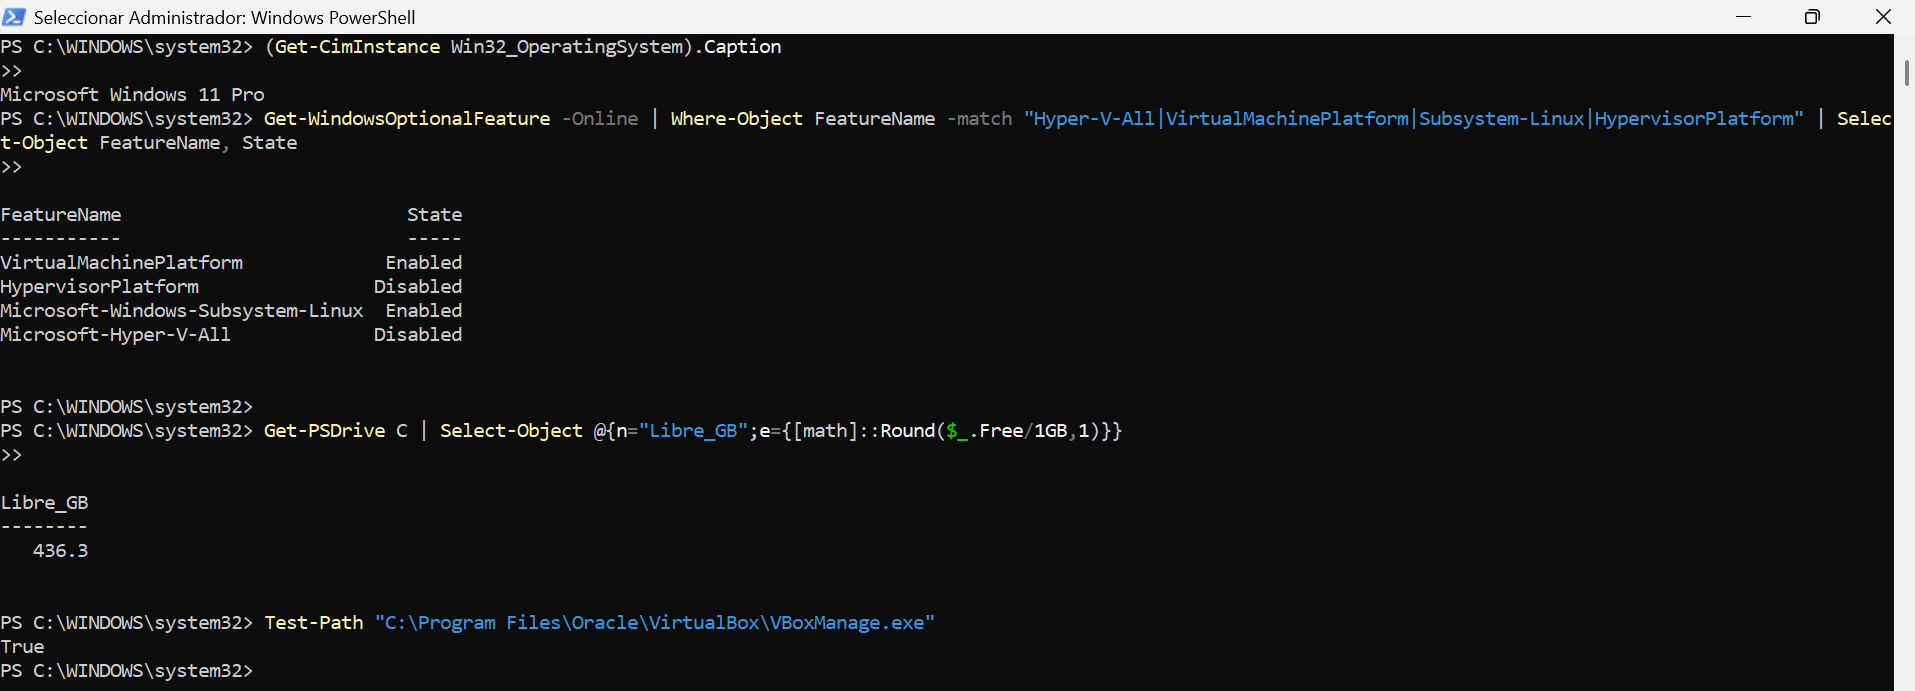 Seleccionar Administrador: Windows PowerShell
PS C:\WINDOWS\system32> (Get-CimInstance Win32_OperatingSystem).Caption
>>
Microsoft Windows 11 Pro
PS C:\WINDOWS\system32> Get-WindowsOptionalFeature -Online | Where-Object FeatureName -match "Hyper-V-All|VirtualMachinePlatform|Subsystem-Linux|HypervisorPlatform" | Selec
t-Object FeatureName, State
>>
FeatureName                           State
-----------                           -----
VirtualMachinePlatform              Enabled
HypervisorPlatform                 Disabled
Microsoft-Windows-Subsystem-Linux   Enabled
Microsoft-Hyper-V-All              Disabled
PS C:\WINDOWS\system32>
PS C:\WINDOWS\system32> Get-PSDrive C | Select-Object @{n="Libre_GB";e={[math]::Round($_.Free/1GB,1)}}
>>
Libre_GB
--------
   436.3
PS C:\WINDOWS\system32> Test-Path "C:\Program Files\Oracle\VirtualBox\VBoxManage.exe"
True
PS C:\WINDOWS\system32>